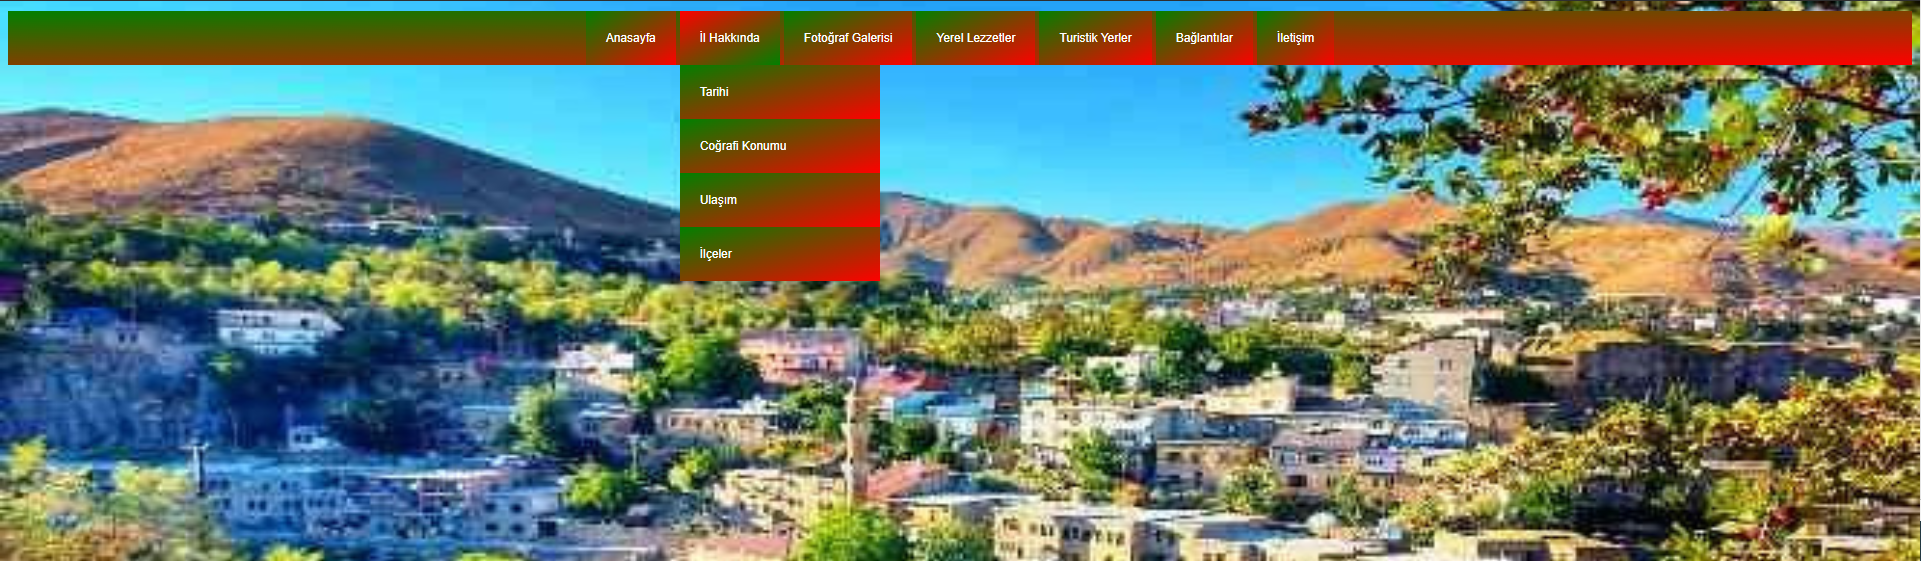 Anasayfa İl Hakkında Fotoğraf Galerisi Yerel Lezzetler Turistik Yerler Bağlantılar İletişim
Tarihi
Coğrafi Konumu
Ulaşım
İlçeler